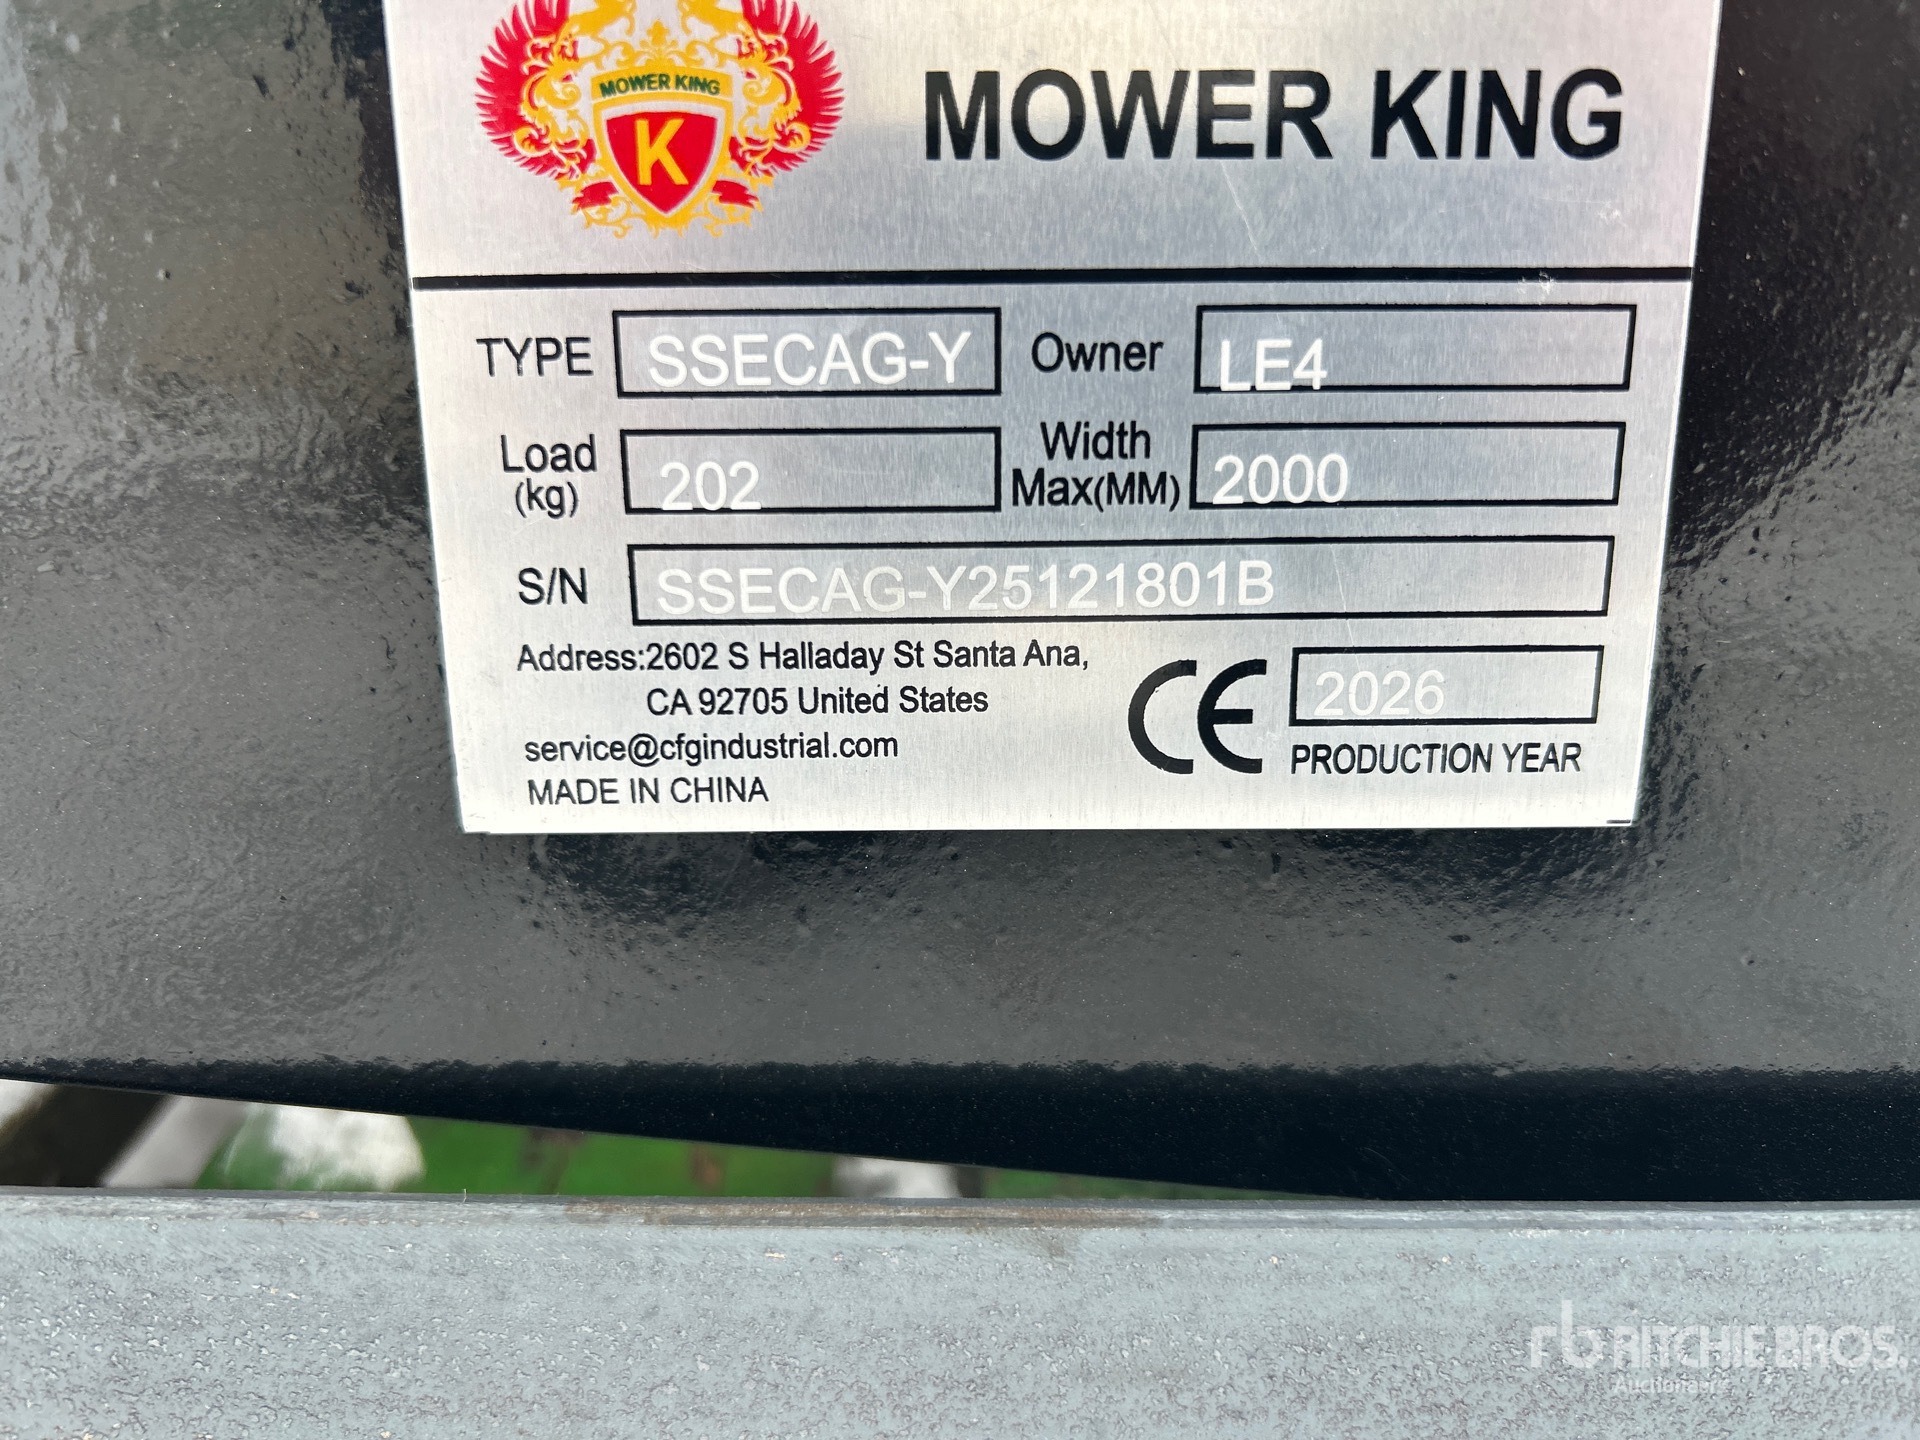 MOWER KING
K
MOWER KING
TYPE SSECAG-Y Owner LE4
Load (kg) 202 Width Max(MM) 2000
S/N SSECAG-Y25121801B
Address:2602 S Halladay St Santa Ana,
CA 92705 United States
service@cfgindustrial.com
MADE IN CHINA
CE 2026
PRODUCTION YEAR
rb RITCHIE BROS.
Auctioneers